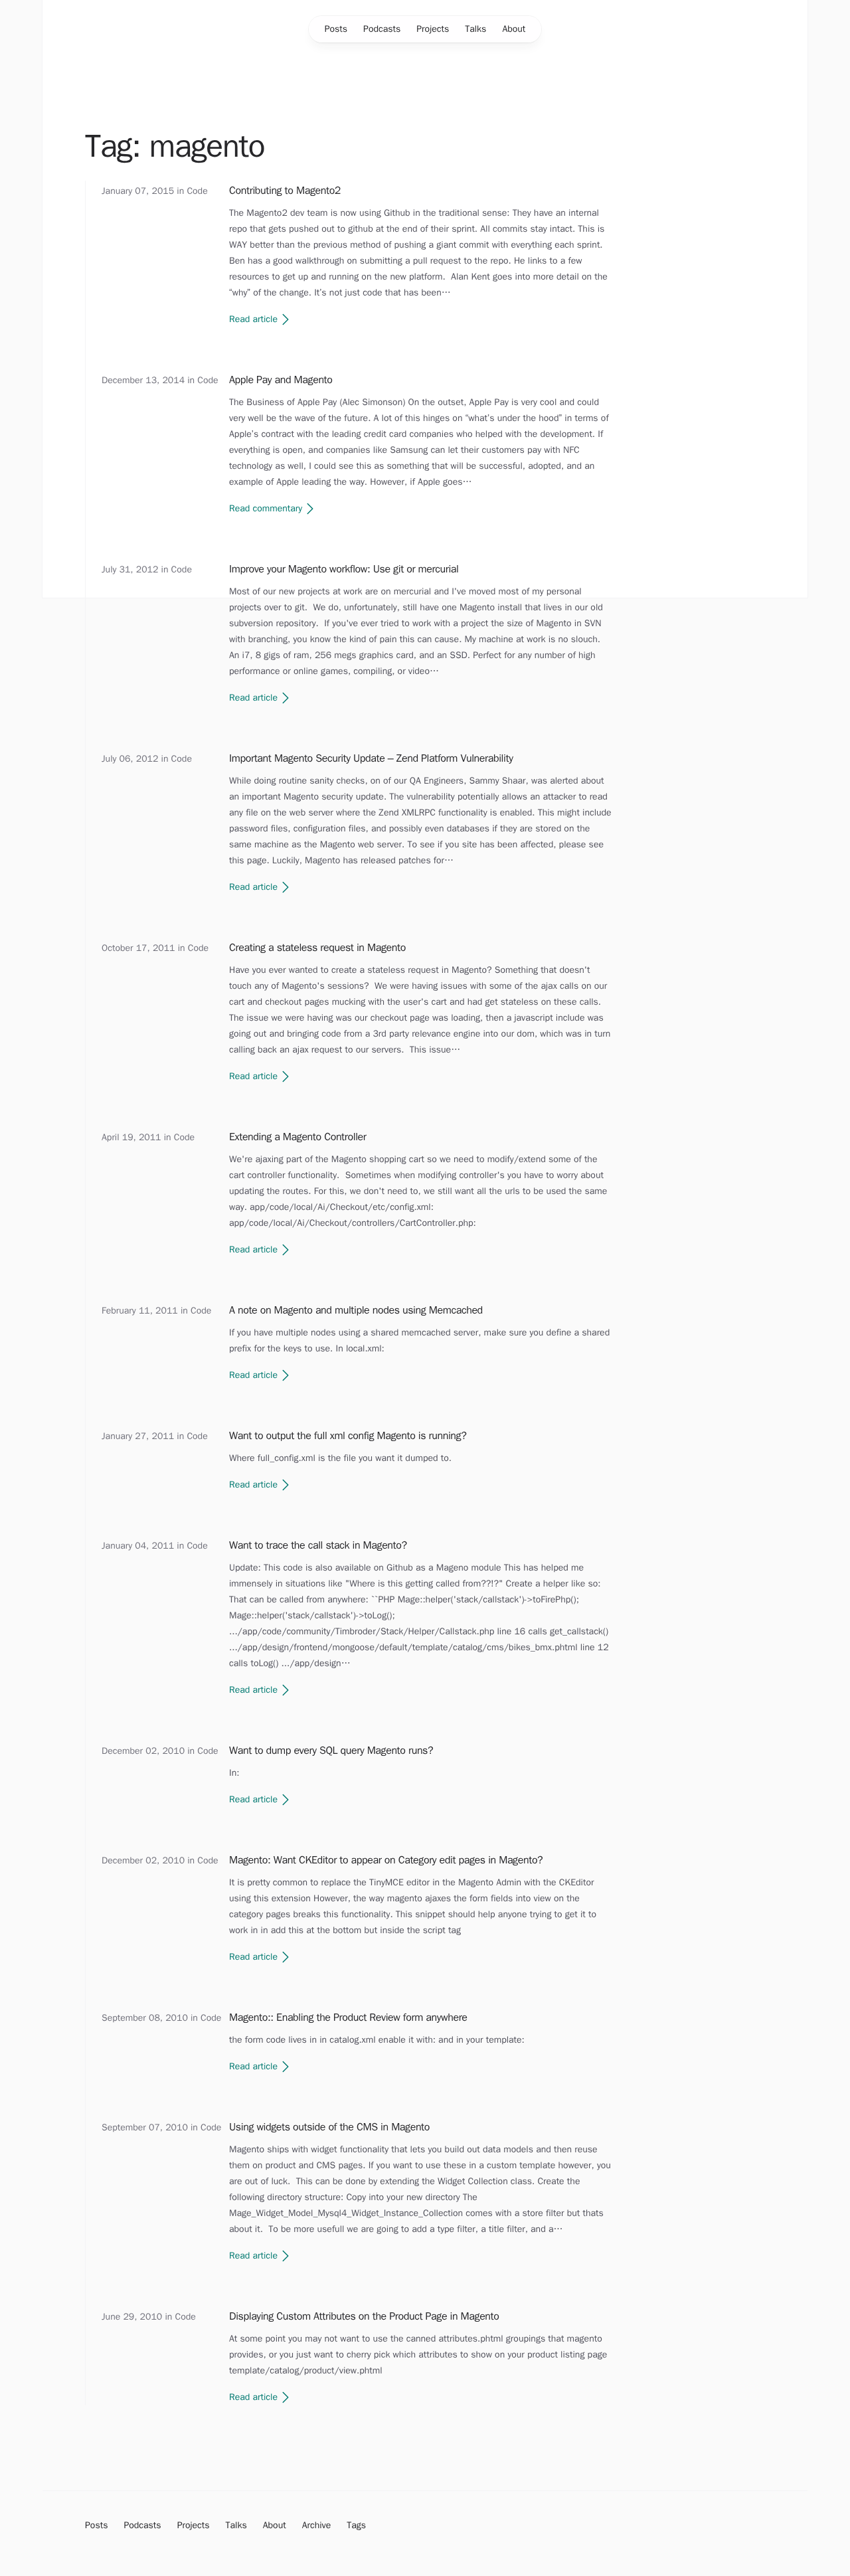 Posts Podcasts Projects Talks About
Tag: magento
January 07, 2015 in Code
Contributing to Magento2
The Magento2 dev team is now using Github in the traditional sense: They have an internal
repo that gets pushed out to github at the end of their sprint. All commits stay intact. This is
WAY better than the previous method of pushing a giant commit with everything each sprint.
Ben has a good walkthrough on submitting a pull request to the repo. He links to a few
resources to get up and running on the new platform.  Alan Kent goes into more detail on the
"why" of the change. It's not just code that has been…
Read article
December 13, 2014 in Code
Apple Pay and Magento
The Business of Apple Pay (Alec Simonson) On the outset, Apple Pay is very cool and could
very well be the wave of the future. A lot of this hinges on "what's under the hood" in terms of
Apple's contract with the leading credit card companies who helped with the development. If
everything is open, and companies like Samsung can let their customers pay with NFC
technology as well, I could see this as something that will be successful, adopted, and an
example of Apple leading the way. However, if Apple goes…
Read commentary
July 31, 2012 in Code
Improve your Magento workflow: Use git or mercurial
Most of our new projects at work are on mercurial and I've moved most of my personal
projects over to git.  We do, unfortunately, still have one Magento install that lives in our old
subversion repository.  If you've ever tried to work with a project the size of Magento in SVN
with branching, you know the kind of pain this can cause. My machine at work is no slouch.
An i7, 8 gigs of ram, 256 megs graphics card, and an SSD. Perfect for any number of high
performance or online games, compiling, or video…
Read article
July 06, 2012 in Code
Important Magento Security Update – Zend Platform Vulnerability
While doing routine sanity checks, on of our QA Engineers, Sammy Shaar, was alerted about
an important Magento security update. The vulnerability potentially allows an attacker to read
any file on the web server where the Zend XMLRPC functionality is enabled. This might include
password files, configuration files, and possibly even databases if they are stored on the
same machine as the Magento web server. To see if you site has been affected, please see
this page. Luckily, Magento has released patches for…
Read article
October 17, 2011 in Code
Creating a stateless request in Magento
Have you ever wanted to create a stateless request in Magento? Something that doesn't
touch any of Magento's sessions?  We were having issues with some of the ajax calls on our
cart and checkout pages mucking with the user's cart and had get stateless on these calls.
The issue we were having was our checkout page was loading, then a javascript include was
going out and bringing code from a 3rd party relevance engine into our dom, which was in turn
calling back an ajax request to our servers.  This issue…
Read article
April 19, 2011 in Code
Extending a Magento Controller
We're ajaxing part of the Magento shopping cart so we need to modify/extend some of the
cart controller functionality.  Sometimes when modifying controller's you have to worry about
updating the routes. For this, we don't need to, we still want all the urls to be used the same
way. app/code/local/Ai/Checkout/etc/config.xml:
app/code/local/Ai/Checkout/controllers/CartController.php:
Read article
February 11, 2011 in Code
A note on Magento and multiple nodes using Memcached
If you have multiple nodes using a shared memcached server, make sure you define a shared
prefix for the keys to use. In local.xml:
Read article
January 27, 2011 in Code
Want to output the full xml config Magento is running?
Where full_config.xml is the file you want it dumped to.
Read article
January 04, 2011 in Code
Want to trace the call stack in Magento?
Update: This code is also available on Github as a Mageno module This has helped me
immensely in situations like "Where is this getting called from??!?" Create a helper like so:
That can be called from anywhere: ``PHP Mage::helper('stack/callstack')->toFirePhp();
Mage::helper('stack/callstack')->toLog();
.../app/code/community/Timbroder/Stack/Helper/Callstack.php line 16 calls get_callstack()
.../app/design/frontend/mongoose/default/template/catalog/cms/bikes_bmx.phtml line 12
calls toLog() .../app/design…
Read article
December 02, 2010 in Code
Want to dump every SQL query Magento runs?
In:
Read article
December 02, 2010 in Code
Magento: Want CKEditor to appear on Category edit pages in Magento?
It is pretty common to replace the TinyMCE editor in the Magento Admin with the CKEditor
using this extension However, the way magento ajaxes the form fields into view on the
category pages breaks this functionality. This snippet should help anyone trying to get it to
work in in add this at the bottom but inside the script tag
Read article
September 08, 2010 in Code
Magento:: Enabling the Product Review form anywhere
the form code lives in in catalog.xml enable it with: and in your template:
Read article
September 07, 2010 in Code
Using widgets outside of the CMS in Magento
Magento ships with widget functionality that lets you build out data models and then reuse
them on product and CMS pages. If you want to use these in a custom template however, you
are out of luck.  This can be done by extending the Widget Collection class. Create the
following directory structure: Copy into your new directory The
Mage_Widget_Model_Mysql4_Widget_Instance_Collection comes with a store filter but thats
about it.  To be more usefull we are going to add a type filter, a title filter, and a…
Read article
June 29, 2010 in Code
Displaying Custom Attributes on the Product Page in Magento
At some point you may not want to use the canned attributes.phtml groupings that magento
provides, or you just want to cherry pick which attributes to show on your product listing page
template/catalog/product/view.phtml
Read article
Posts Podcasts Projects Talks About Archive Tags